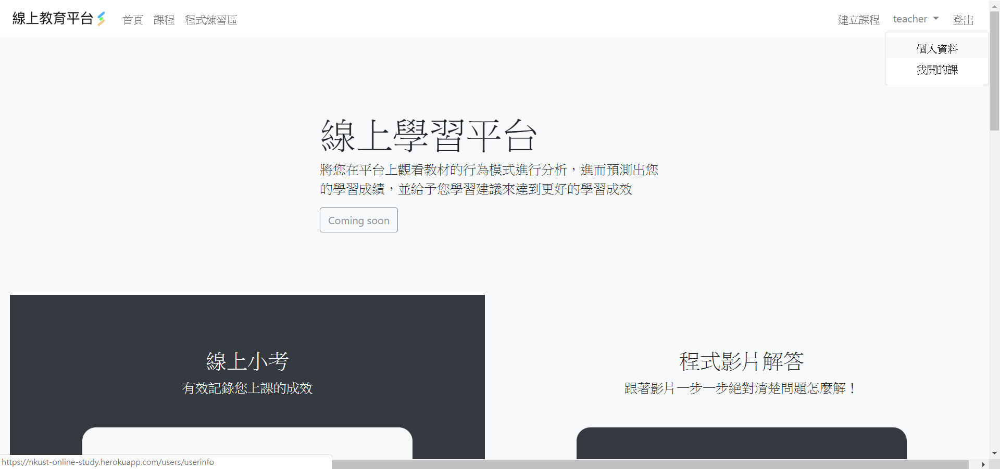 線上教育平台 首頁 課程 程式練習區 建立課程 teacher 登出
個人資料
我開的課
線上學習平台
將您在平台上觀看教材的行為模式進行分析，進而預測出您
的學習成績，並給予您學習建議來達到更好的學習成效
Coming soon
線上小考
有效記錄您上課的成效
程式影片解答
跟著影片一步一步絕對清楚問題怎麼解！
https://nkust-online-study.herokuapp.com/users/userinfo